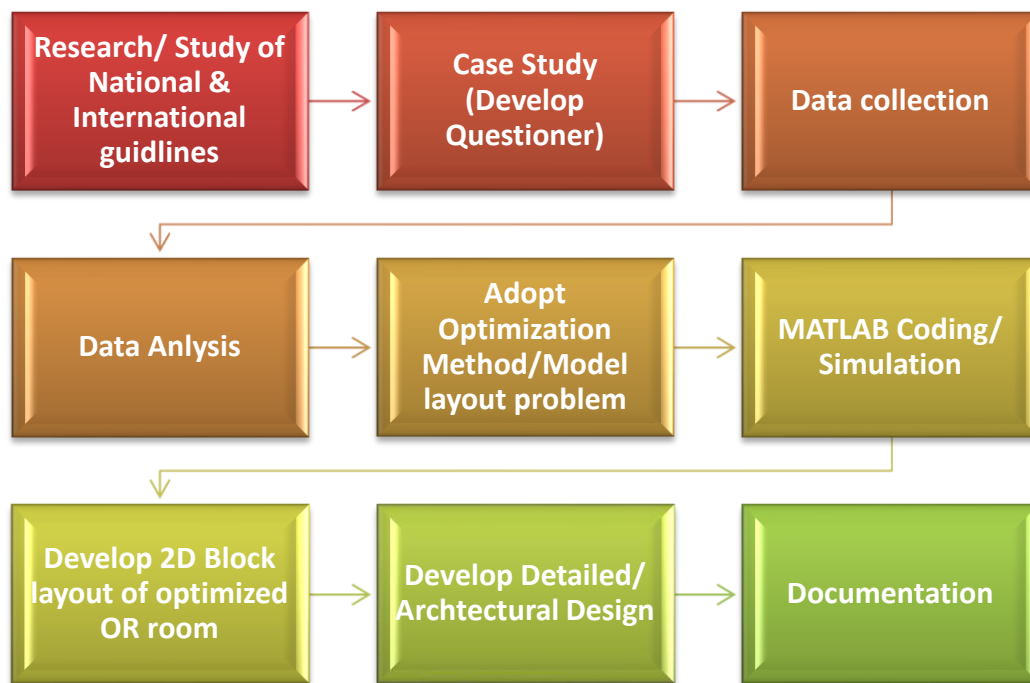 Research/ Study of
National &
International
guidlines
Case Study
(Develop
Questioner)
Data collection
Data Anlysis
Adopt
Optimization
Method/Model
layout problem
MATLAB Coding/
Simulation
Develop 2D Block
layout of optimized
OR room
Develop Detailed/
Archtectural Design
Documentation